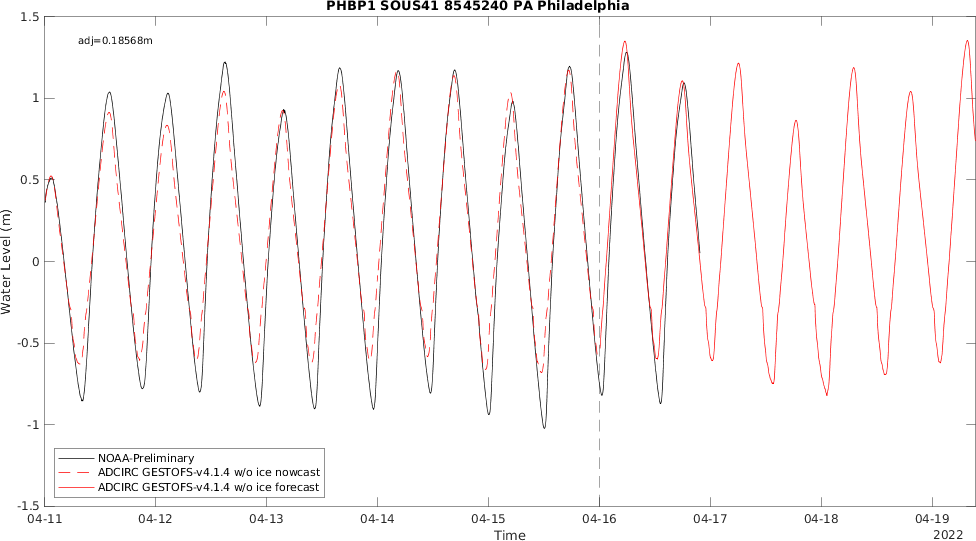 PHBP1 SOUS41 8545240 PA Philadelphia
1.5
adj=0.18568m
1
0.5
0
-0.5
-1
-1.5
Water Level (m)
NOAA-Preliminary
ADCIRC GESTOFS-v4.1.4 w/o ice nowcast
ADCIRC GESTOFS-v4.1.4 w/o ice forecast
04-11 04-12 04-13 04-14 04-15 04-16 04-17 04-18 04-19
Time
2022